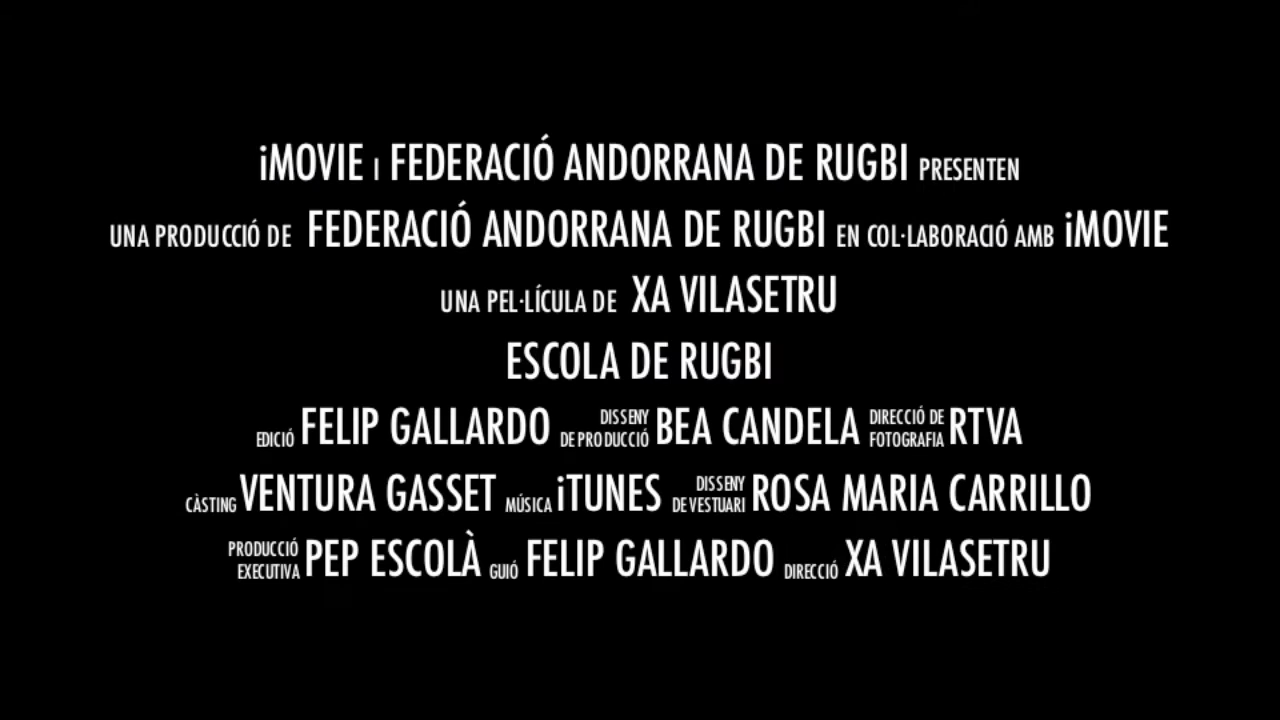 iMOVIE I FEDERACIÓ ANDORRANA DE RUGBI PRESENTEN
UNA PRODUCCIÓ DE FEDERACIÓ ANDORRANA DE RUGBI EN COL·LABORACIÓ AMB iMOVIE
UNA PEL·LÍCULA DE XA VILASETRU
ESCOLA DE RUGBI
EDICIÓ FELIP GALLARDO DISSENY DE PRODUCCIÓ BEA CANDELA DIRECCIÓ DE FOTOGRAFIA RTVA
CÀSTING VENTURA GASSET MÚSICA iTUNES DISSENY DE VESTUARI ROSA MARIA CARRILLO
PRODUCCIÓ EXECUTIVA PEP ESCOLÀ GUIÓ FELIP GALLARDO DIRECCIÓ XA VILASETRU